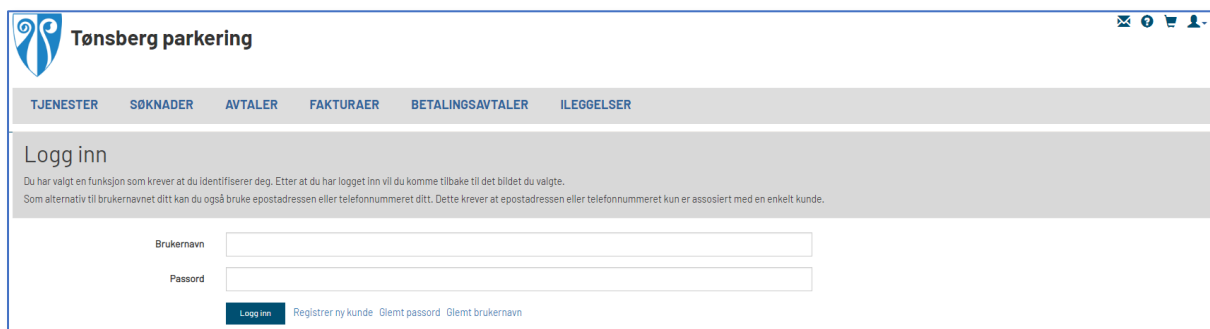 Tønsberg parkering
TJENESTER SØKNADER AVTALER FAKTURAER BETALINGSAVTALER ILEGGELSER
Logg inn
Du har valgt en funksjon som krever at du identifiserer deg. Etter at du har logget inn vil du komme tilbake til det bildet du valgte.
Som alternativ til brukernavnet ditt kan du også bruke epostadressen eller telefonnummeret ditt. Dette krever at epostadressen eller telefonnummeret kun er assosiert med en enkelt kunde.
Brukernavn
Passord
Logg inn Registrer ny kunde Glemt passord Glemt brukernavn